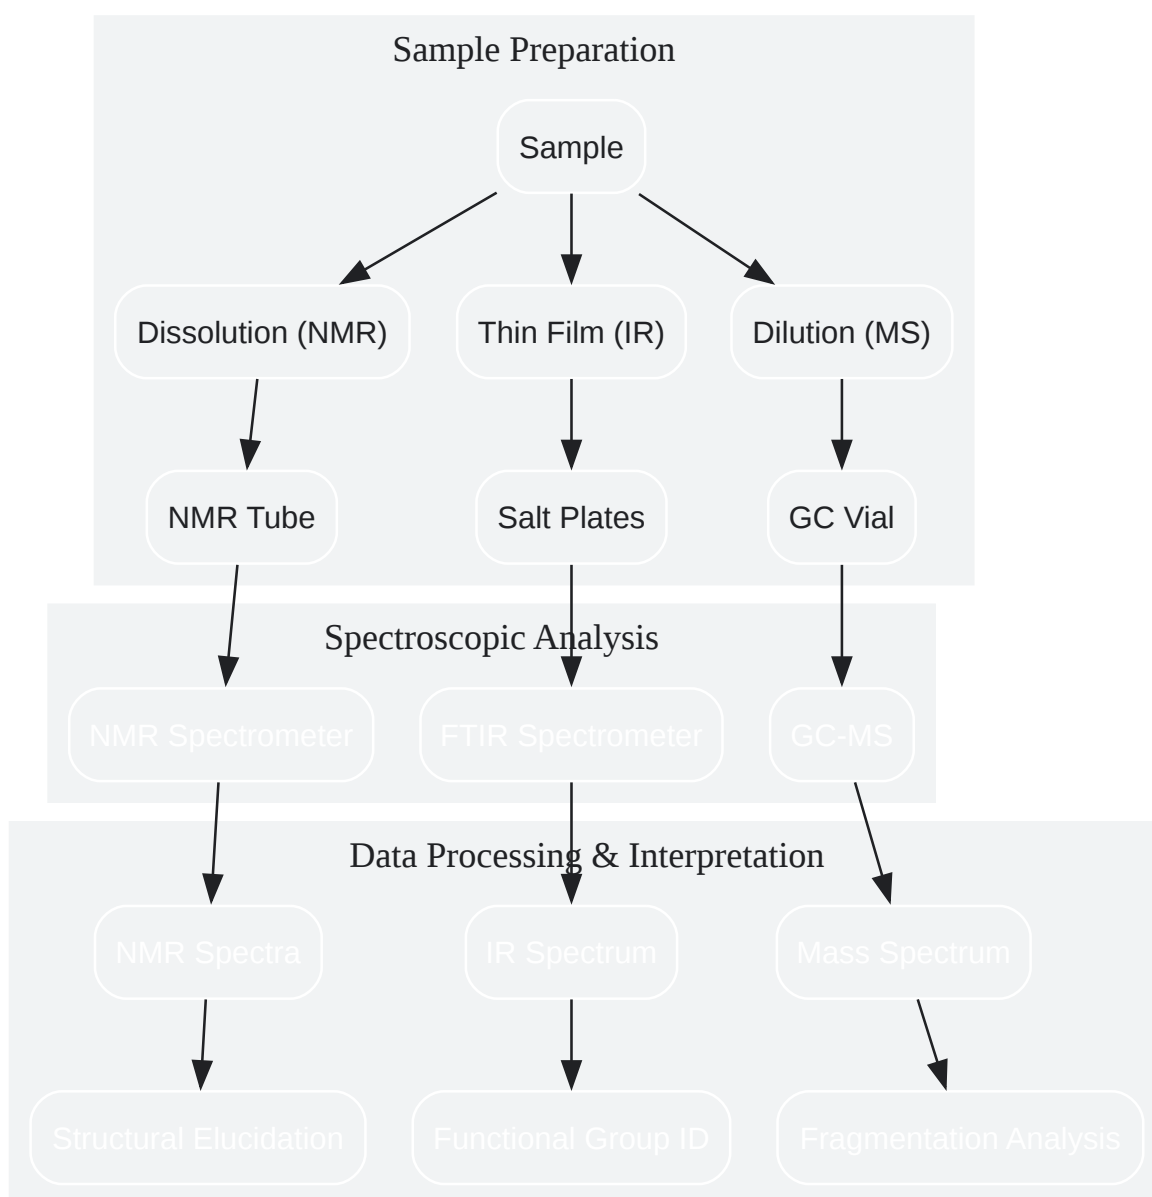 Sample Preparation
Sample
Dissolution (NMR)
Thin Film (IR)
Dilution (MS)
NMR Tube
Salt Plates
GC Vial
Spectroscopic Analysis
NMR Spectrometer
FTIR Spectrometer
GC-MS
Data Processing & Interpretation
NMR Spectra
IR Spectrum
Mass Spectrum
Structural Elucidation
Functional Group ID
Fragmentation Analysis